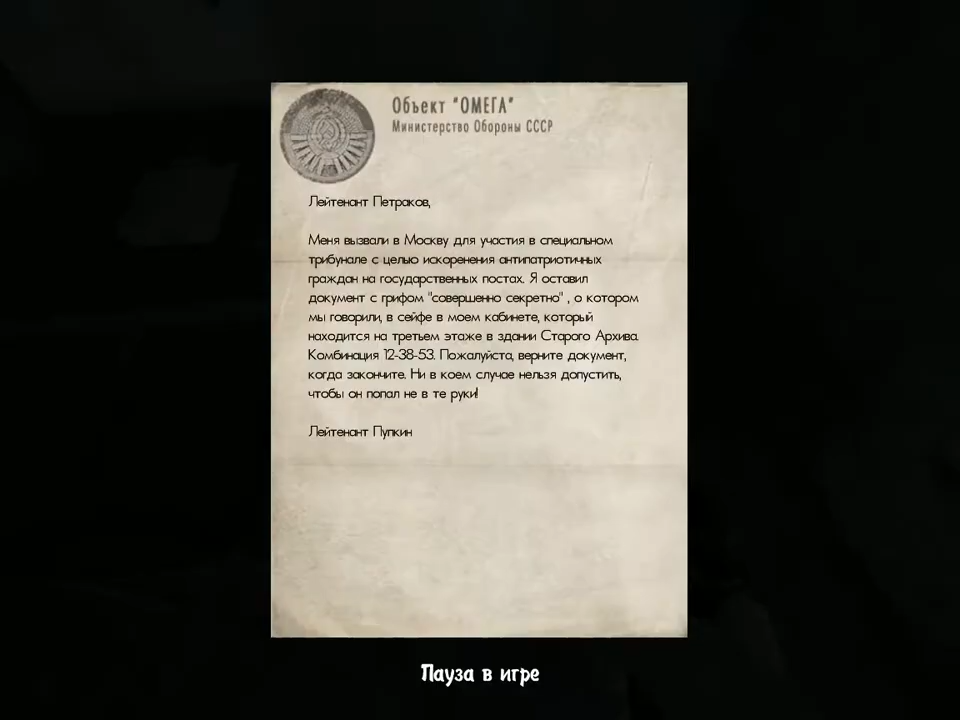 Объект "ОМЕГА"
Министерство Обороны СССР
Лейтенант Петраков,
Меня вызвали в Москву для участия в специальном
трибунале с целью искоренения антипатриотичных
граждан на государственных постах. Я оставил
документ с грифом "совершенно секретно" , о котором
мы говорили, в сейфе в моем кабинете, который
находится на третьем этаже в здании Старого Архива.
Комбинация 12-38-53. Пожалуйста, верните документ,
когда закончите. Ни в коем случае нельзя допустить,
чтобы он попал не в те руки!
Лейтенант Пупкин
Пауза в игре